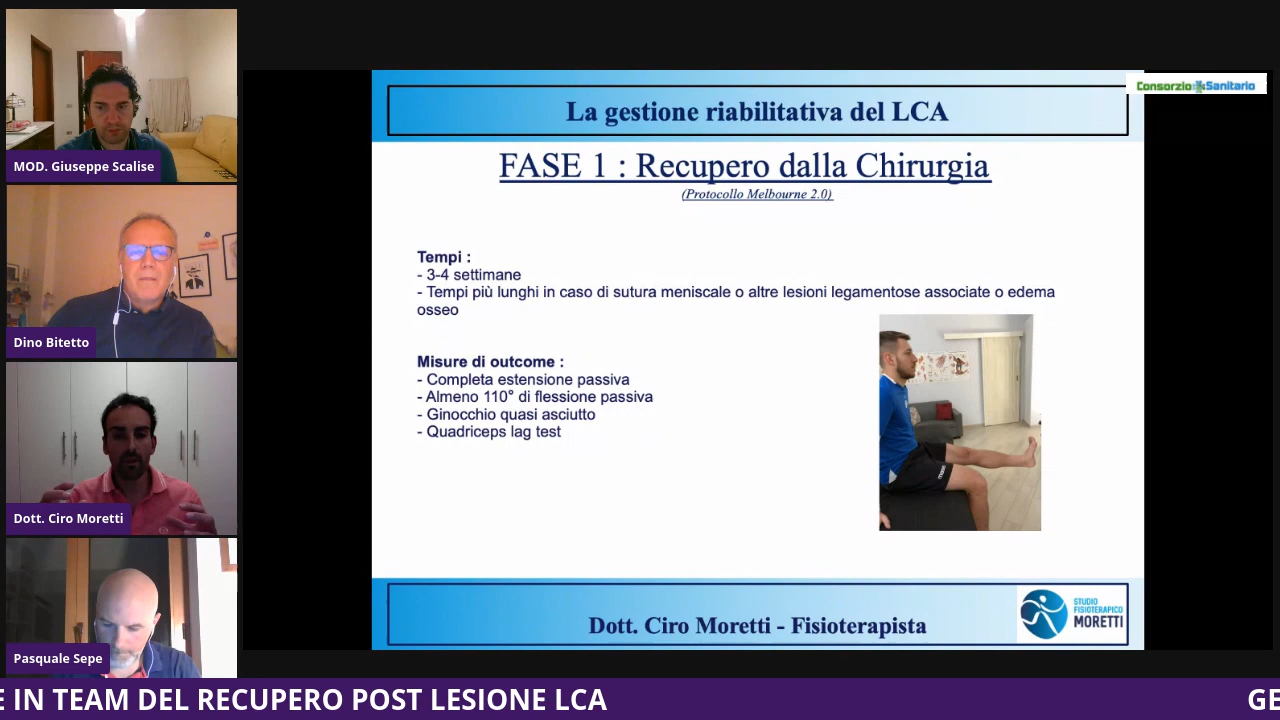 MOD. Giuseppe Scalise
Dino Bitetto
Dott. Ciro Moretti
Pasquale Sepe
Consorzio Sanitario
La gestione riabilitativa del LCA
FASE 1 : Recupero dalla Chirurgia
(Protocollo Melbourne 2.0)
Tempi :
- 3-4 settimane
- Tempi più lunghi in caso di sutura meniscale o altre lesioni legamentose associate o edema
osseo
Misure di outcome :
- Completa estensione passiva
- Almeno 110° di flessione passiva
- Ginocchio quasi asciutto
- Quadriceps lag test
Dott. Ciro Moretti - Fisioterapista
STUDIO
FISIOTERAPICO
MORETTI
E IN TEAM DEL RECUPERO POST LESIONE LCA
GE